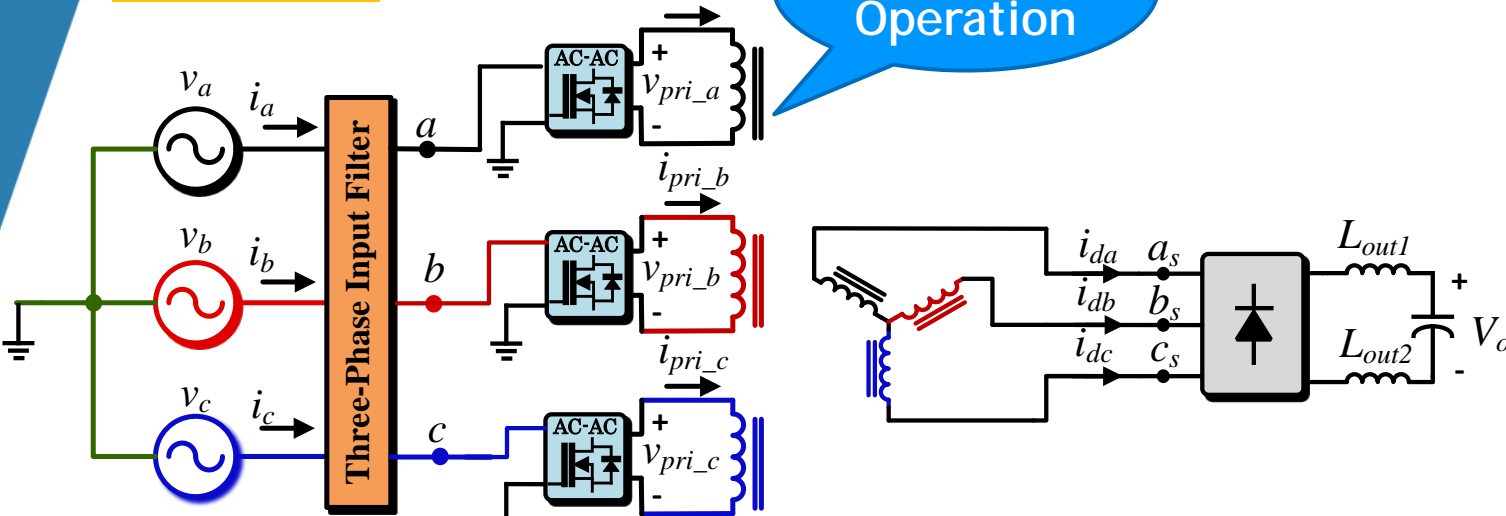 Operation
AC-AC
+
v_pri_a
-
v_a
i_a
a
Three-Phase Input Filter
i_pri_b
v_b
i_b
b
AC-AC
+
v_pri_b
-
i_pri_c
v_c
i_c
c
AC-AC
+
v_pri_c
-
i_da
a_s
i_db
b_s
i_dc
c_s
L_out1
+
V_o
L_out2
-